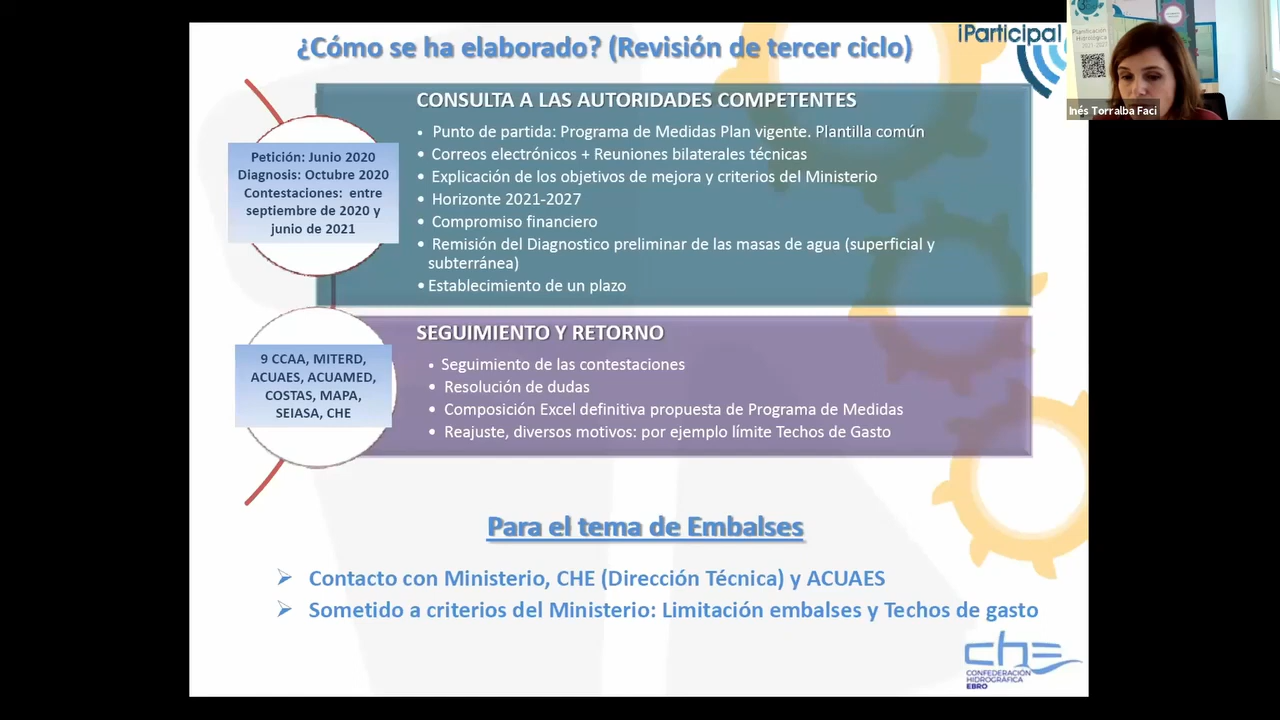 ¿Cómo se ha elaborado? (Revisión de tercer ciclo)
iParticipa!
Planificación
Hidrológica
2021-2027
Inés Torralba Faci
Petición: Junio 2020
Diagnosis: Octubre 2020
Contestaciones: entre
septiembre de 2020 y
junio de 2021
CONSULTA A LAS AUTORIDADES COMPETENTES
• Punto de partida: Programa de Medidas Plan vigente. Plantilla común
• Correos electrónicos + Reuniones bilaterales técnicas
• Explicación de los objetivos de mejora y criterios del Ministerio
• Horizonte 2021-2027
• Compromiso financiero
• Remisión del Diagnostico preliminar de las masas de agua (superficial y
subterránea)
• Establecimiento de un plazo
9 CCAA, MITERD,
ACUAES, ACUAMED,
COSTAS, MAPA,
SEIASA, CHE
SEGUIMIENTO Y RETORNO
• Seguimiento de las contestaciones
• Resolución de dudas
• Composición Excel definitiva propuesta de Programa de Medidas
• Reajuste, diversos motivos: por ejemplo límite Techos de Gasto
Para el tema de Embalses
➢ Contacto con Ministerio, CHE (Dirección Técnica) y ACUAES
➢ Sometido a criterios del Ministerio: Limitación embalses y Techos de gasto
che
CONFEDERACIÓN
HIDROGRÁFICA
EBRO